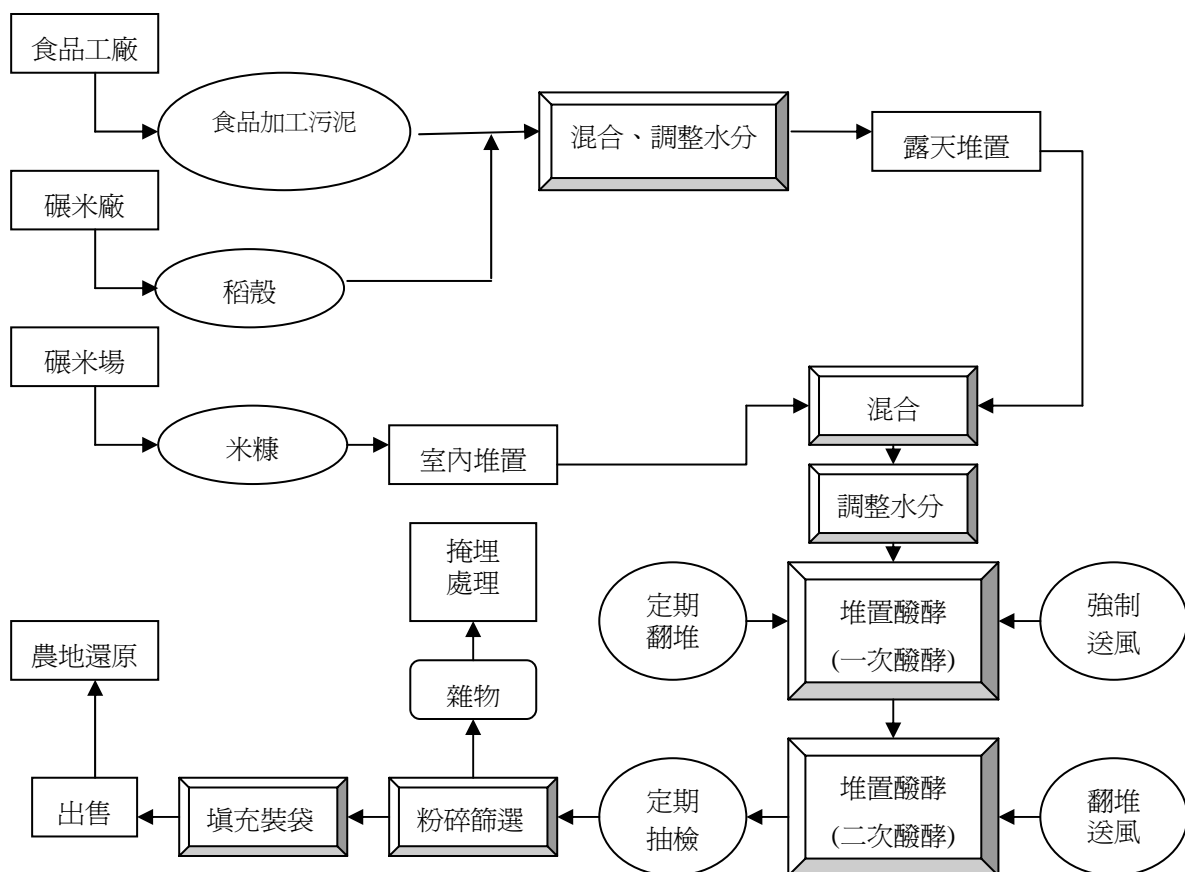 食品工廠
食品加工污泥
混合、調整水分
露天堆置
碾米廠
稻殼
碾米場
米糠
室內堆置
混合
調整水分
掩埋
處理
定期
翻堆
堆置醱酵
(一次醱酵)
強制
送風
農地還原
雜物
出售
填充裝袋
粉碎篩選
定期
抽檢
堆置醱酵
(二次醱酵)
翻堆
送風